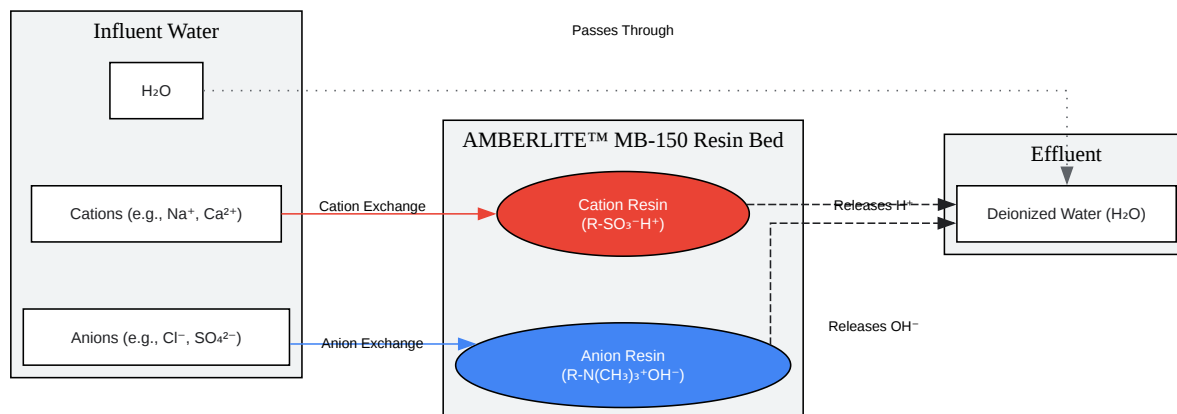 Influent Water
Passes Through
H₂O
AMBERLITE™ MB-150 Resin Bed
Effluent
Cations (e.g., Na⁺, Ca²⁺)
Cation Exchange
Cation Resin
(R-SO₃⁻H⁺)
Releases H⁺
Deionized Water (H₂O)
Anions (e.g., Cl⁻, SO₄²⁻)
Anion Exchange
Anion Resin
(R-N(CH₃)₃⁺OH⁻)
Releases OH⁻